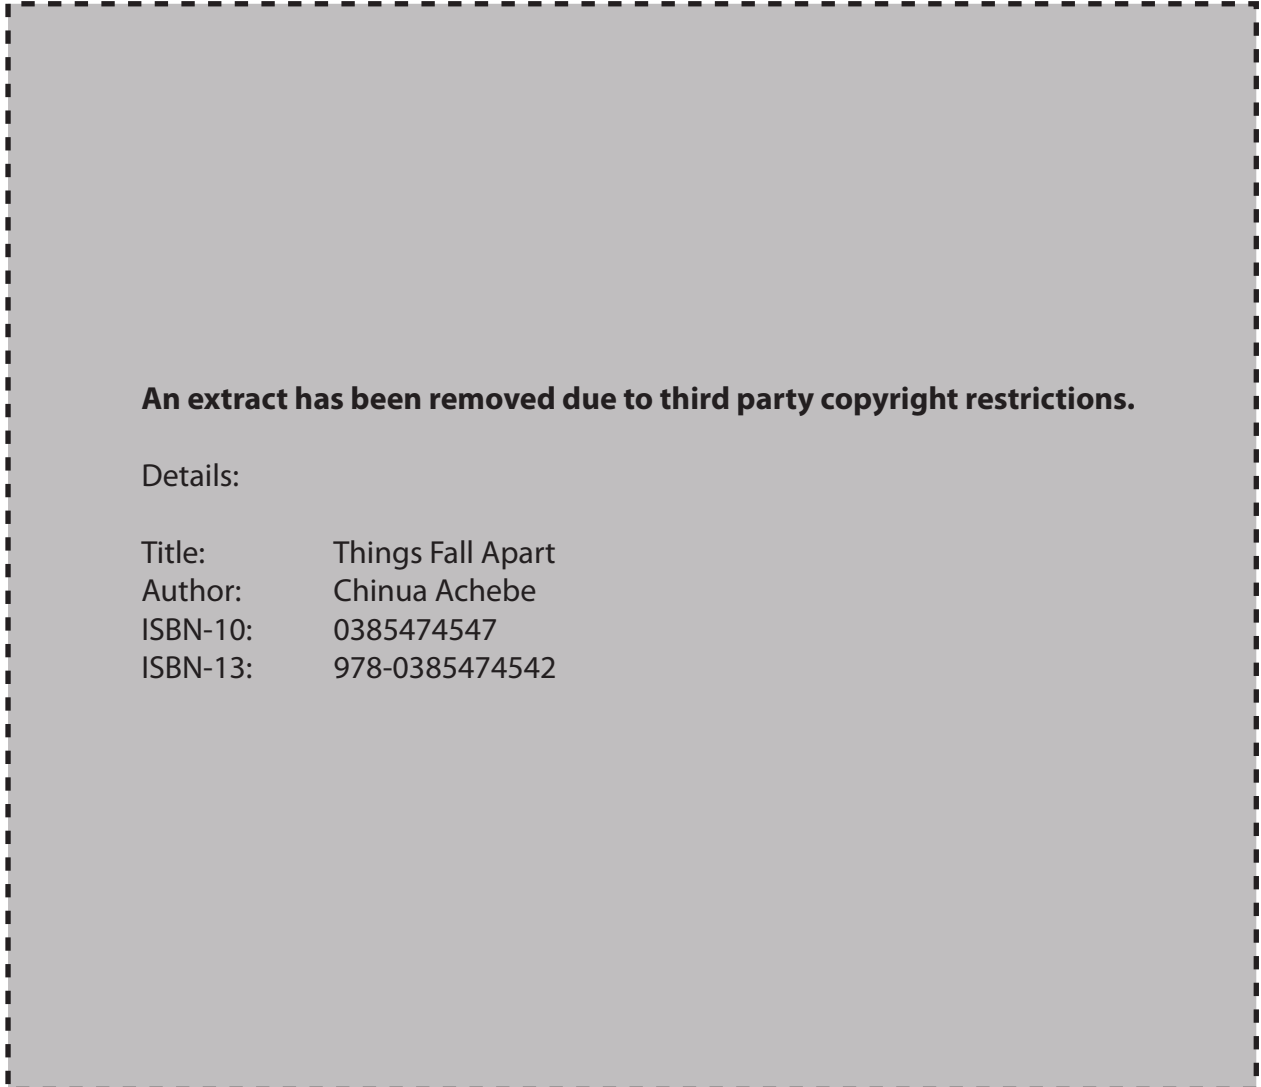 An extract has been removed due to third party copyright restrictions.
Details:
Title: Things Fall Apart
Author: Chinua Achebe
ISBN-10: 0385474547
ISBN-13: 978-0385474542